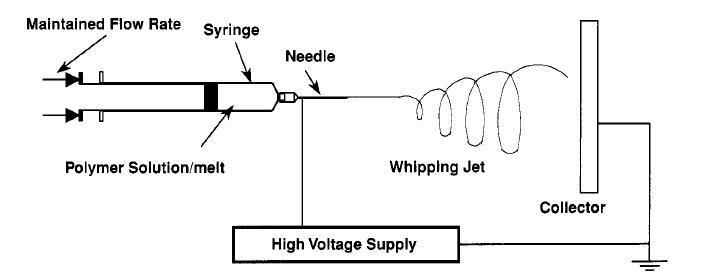 Maintained Flow Rate
Syringe
Needle
Polymer Solution/melt
Whipping Jet
Collector
High Voltage Supply